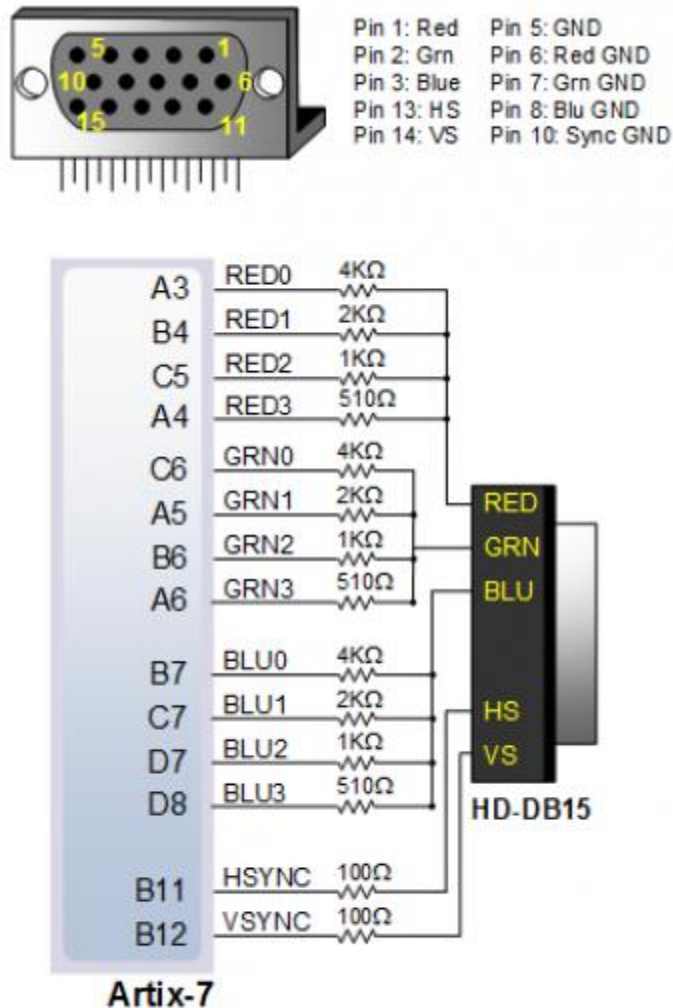 5 1
10 6
15 11
Pin 1: Red Pin 5: GND
Pin 2: Grn Pin 6: Red GND
Pin 3: Blue Pin 7: Grn GND
Pin 13: HS Pin 8: Blu GND
Pin 14: VS Pin 10: Sync GND
A3 RED0 4KΩ
B4 RED1 2KΩ
C5 RED2 1KΩ
A4 RED3 510Ω
C6 GRN0 4KΩ
A5 GRN1 2KΩ
B6 GRN2 1KΩ
A6 GRN3 510Ω
B7 BLU0 4KΩ
C7 BLU1 2KΩ
D7 BLU2 1KΩ
D8 BLU3 510Ω
B11 HSYNC 100Ω
B12 VSYNC 100Ω
RED
GRN
BLU
HS
VS
HD-DB15
Artix-7